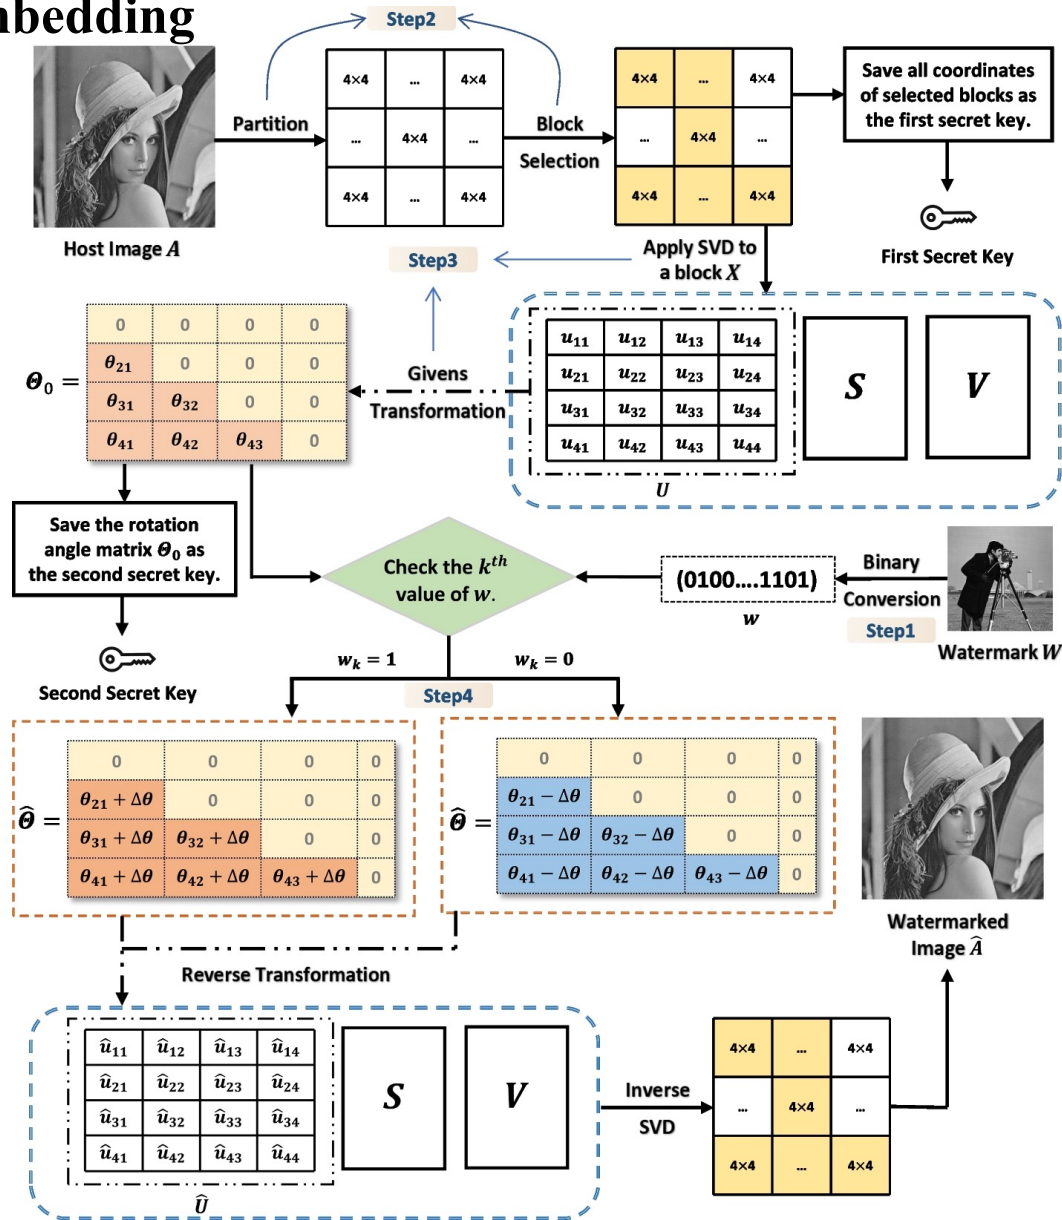 nbedding
Step2
Partition
4×4 ... 4×4
... 4×4 ...
4×4 ... 4×4
Block
Selection
4×4 ... 4×4
... 4×4 ...
4×4 ... 4×4
Save all coordinates
of selected blocks as
the first secret key.
First Secret Key
Host Image A
Step3
Apply SVD to
a block X
Θ₀ =
0 0 0 0
θ₂₁ 0 0 0
θ₃₁ θ₃₂ 0 0
θ₄₁ θ₄₂ θ₄₃ 0
Givens
Transformation
u₁₁ u₁₂ u₁₃ u₁₄
u₂₁ u₂₂ u₂₃ u₂₄
u₃₁ u₃₂ u₃₃ u₃₄
u₄₁ u₄₂ u₄₃ u₄₄
U
S
V
Save the rotation
angle matrix Θ₀ as
the second secret key.
Second Secret Key
Check the kᵗʰ
value of w.
(0100....1101)
w
Binary
Conversion
Step1
Watermark W
wₖ = 1
wₖ = 0
Step4
Θ̂ =
0 0 0 0
θ₂₁ + Δθ 0 0 0
θ₃₁ + Δθ θ₃₂ + Δθ 0 0
θ₄₁ + Δθ θ₄₂ + Δθ θ₄₃ + Δθ 0
Θ̂ =
0 0 0 0
θ₂₁ − Δθ 0 0 0
θ₃₁ − Δθ θ₃₂ − Δθ 0 0
θ₄₁ − Δθ θ₄₂ − Δθ θ₄₃ − Δθ 0
Watermarked
Image Â
Reverse Transformation
û₁₁ û₁₂ û₁₃ û₁₄
û₂₁ û₂₂ û₂₃ û₂₄
û₃₁ û₃₂ û₃₃ û₃₄
û₄₁ û₄₂ û₄₃ û₄₄
Û
S
V
Inverse
SVD
4×4 ... 4×4
... 4×4 ...
4×4 ... 4×4